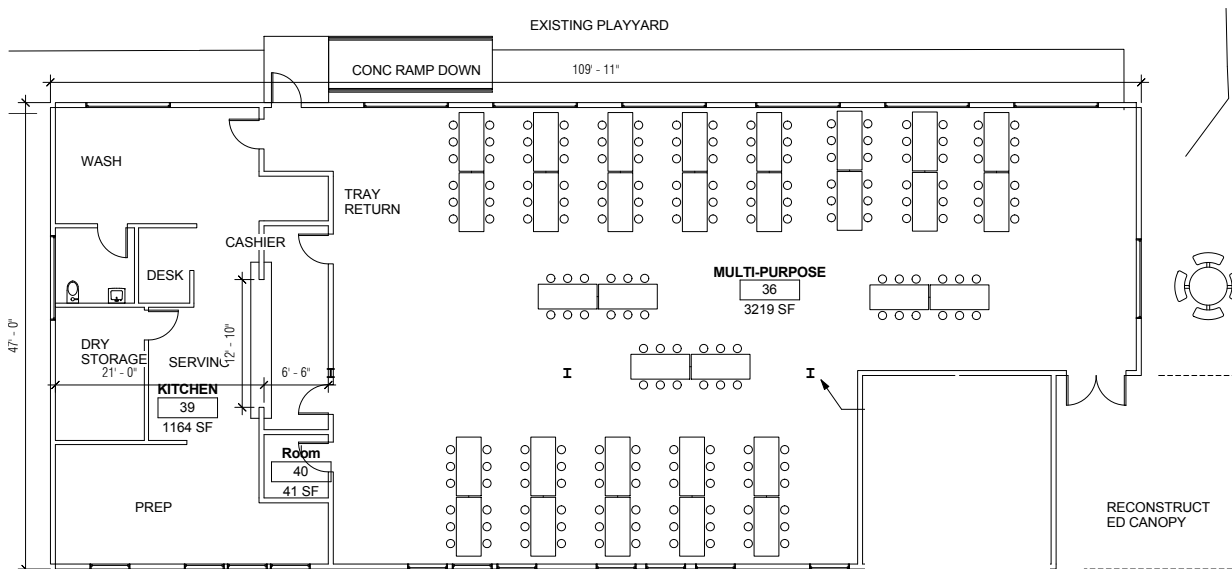 EXISTING PLAYYARD
CONC RAMP DOWN
109' - 11"
WASH
TRAY
RETURN
CASHIER
DESK
MULTI-PURPOSE
36
3219 SF
47' - 0"
12' - 10"
DRY
STORAGE
SERVING
21' - 0"
6' - 6"
KITCHEN
39
1164 SF
Room
40
41 SF
PREP
RECONSTRUCT
ED CANOPY